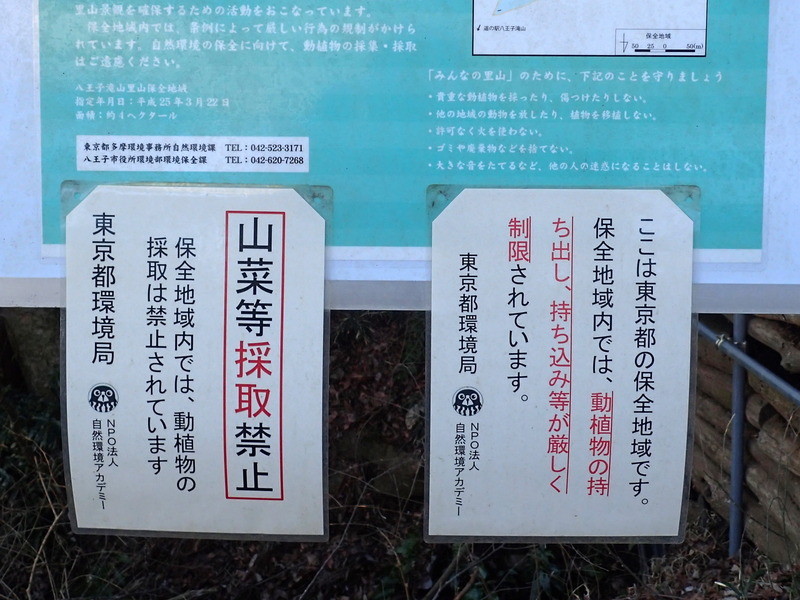 里山景観を確保するための活動をおこなっています。
保全地域内では、条例によって厳しい行為の規制がかけら
れています。自然環境の保全に向けて、動植物の採集・採取
はご遠慮ください。
八王子滝山里山保全地域
指定年月日:平成25年3月22日
面積:約4ヘクタール
東京都多摩環境事務所自然環境課 TEL:042-523-3171
八王子市役所環境部環境保全課 TEL:042-620-7268
道の駅八王子滝山
保全地域
50 25 0 50(m)
「みんなの里山」のために、下記のことを守りましょう
・貴重な動植物を採ったり、傷つけたりしない。
・他の地域の動物を放したり、植物を移植しない。
・許可なく火を使わない。
・ゴミや廃棄物などを捨てない。
・大きな音をたてるなど、他の人の迷惑になることはしない。
山菜等採取禁止
保全地域内では、動植物の
採取は禁止されています
東京都環境局
NPO法人
自然環境アカデミー
ここは東京都の保全地域です。
保全地域内では、動植物の持
ち出し、持ち込み等が厳しく
制限されています。
東京都環境局
NPO法人
自然環境アカデミー